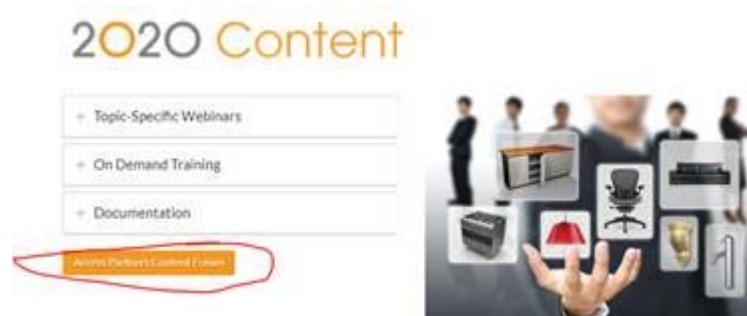 2020 Content
+ Topic-Specific Webinars
+ On Demand Training
+ Documentation
Access Partners Content Forum